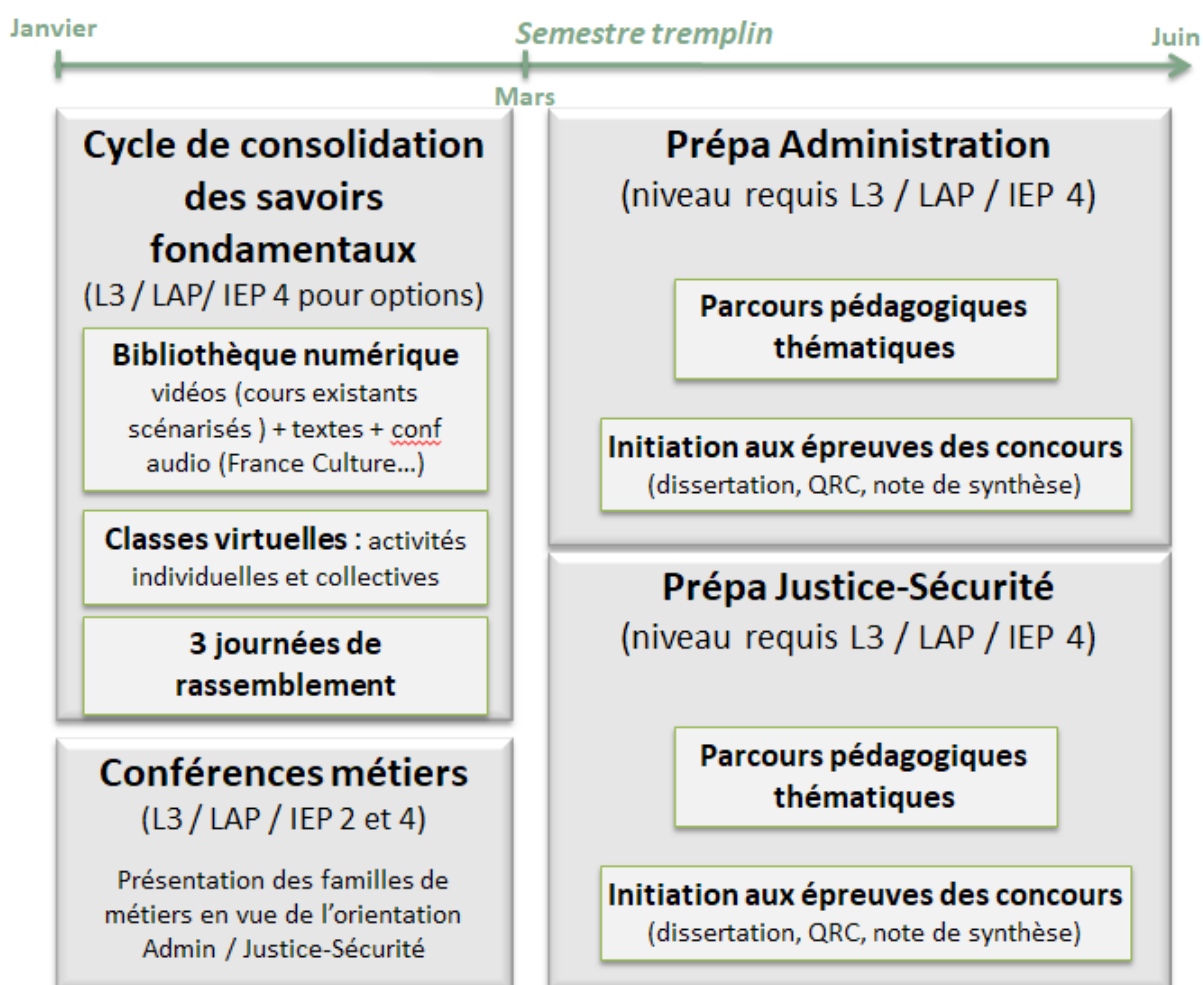 Janvier
Semestre tremplin
Juin
Mars
Cycle de consolidation
des savoirs
fondamentaux
(L3 / LAP/ IEP 4 pour options)
Bibliothèque numérique
vidéos (cours existants
scénarisés ) + textes + conf
audio (France Culture…)
Classes virtuelles : activités
individuelles et collectives
3 journées de
rassemblement
Conférences métiers
(L3 / LAP / IEP 2 et 4)
Présentation des familles de
métiers en vue de l’orientation
Admin / Justice-Sécurité
Prépa Administration
(niveau requis L3 / LAP / IEP 4)
Parcours pédagogiques
thématiques
Initiation aux épreuves des concours
(dissertation, QRC, note de synthèse)
Prépa Justice-Sécurité
(niveau requis L3 / LAP / IEP 4)
Parcours pédagogiques
thématiques
Initiation aux épreuves des concours
(dissertation, QRC, note de synthèse)